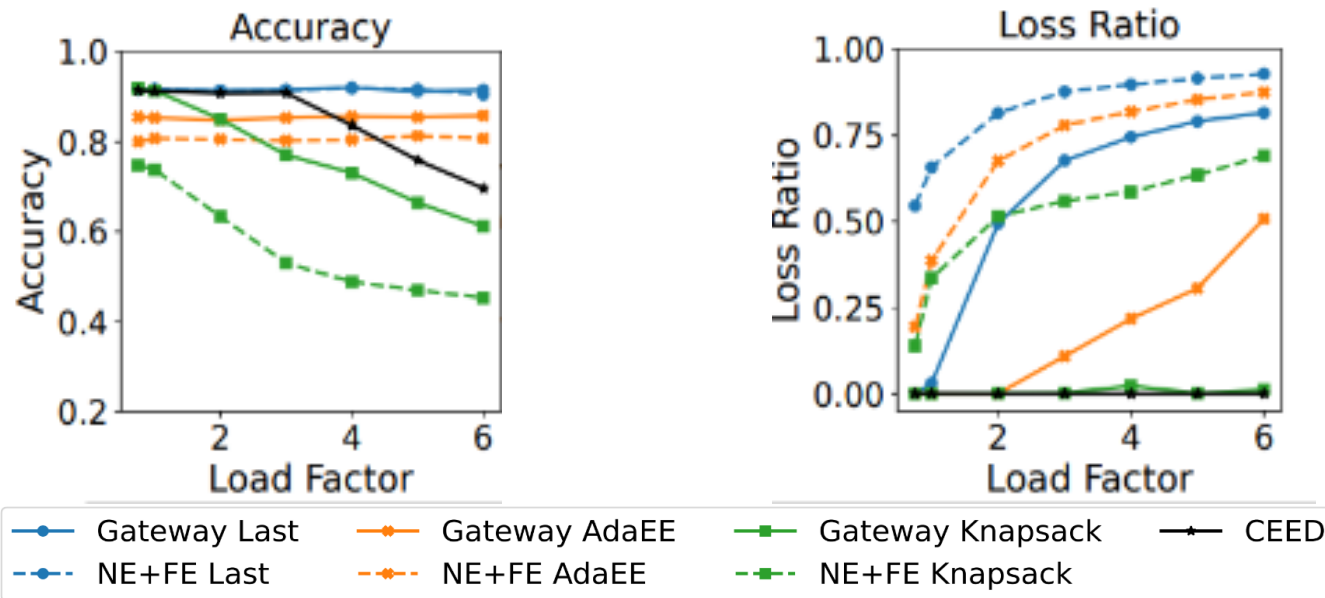 Accuracy
1.0
0.8
0.6
0.4
0.2
Accuracy
2 4 6
Load Factor
Loss Ratio
1.00
0.75
0.50
0.25
0.00
Loss Ratio
2 4 6
Load Factor
Gateway Last Gateway AdaEE Gateway Knapsack CEED
NE+FE Last NE+FE AdaEE NE+FE Knapsack